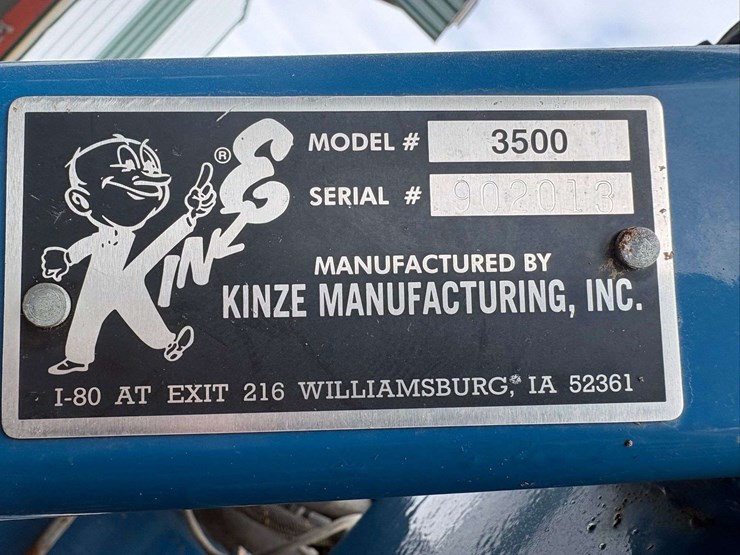 KINZE ®
MODEL # 3500
SERIAL # 902013
MANUFACTURED BY
KINZE MANUFACTURING, INC.
I-80 AT EXIT 216 WILLIAMSBURG, IA 52361